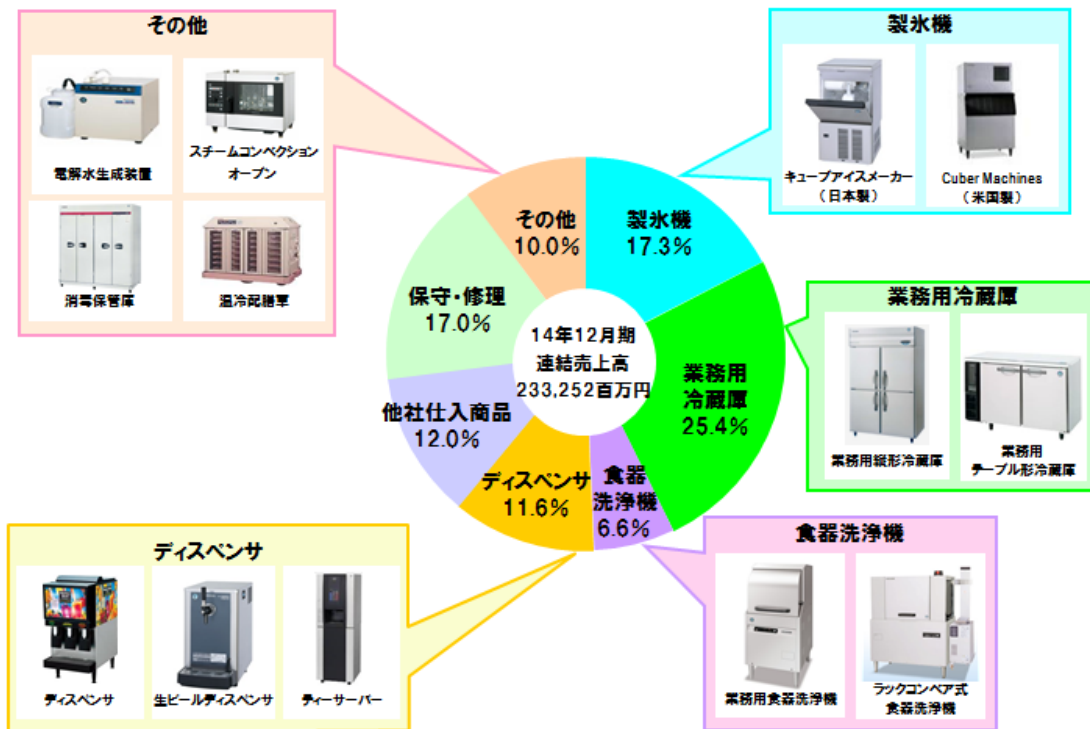 その他
電解水生成装置
スチームコンベクション
オーブン
消毒保管庫
温冷配膳車
製氷機
キューブアイスメーカー
（日本製）
Cuber Machines
（米国製）
その他
10.0%
製氷機
17.3%
保守・修理
17.0%
14年12月期
連結売上高
233,252百万円
業務用
冷蔵庫
25.4%
他社仕入商品
12.0%
ディスペンサ
11.6%
食器
洗浄機
6.6%
業務用冷蔵庫
業務用縦形冷蔵庫
業務用
テーブル形冷蔵庫
ディスペンサ
ディスペンサ
生ビールディスペンサ
ティーサーバー
食器洗浄機
業務用食器洗浄機
ラックコンベア式
食器洗浄機